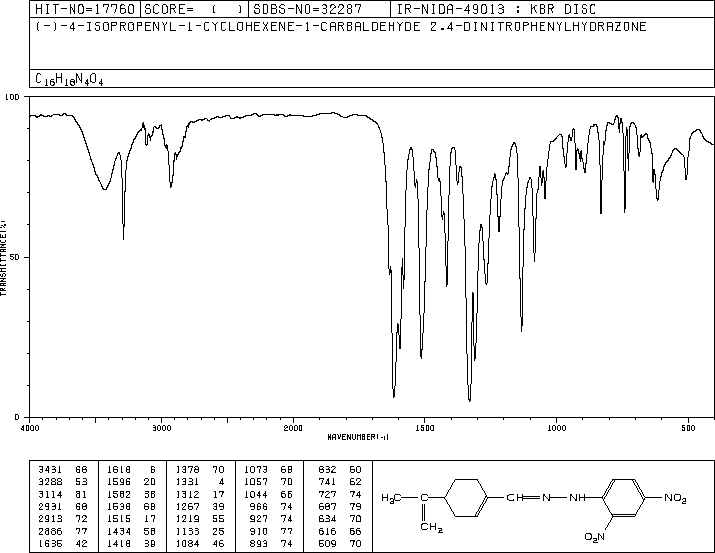 HIT-NO=17760 SCORE= ( ) SDBS-NO=32287 IR-NIDA-49013 : KBR DISC
(-)-4-ISOPROPENYL-1-CYCLOHEXENE-1-CARBALDEHYDE 2.4-DINITROPHENYLHYDRAZONE
C16H18N4O4
100
50
0
TRANSMITTANCE(%)
4000 3000 2000 1500 1000 500
WAVENUMBER(-1)
3431 68 1618 6 1378 70 1073 68 832 60
3288 53 1596 20 1331 4 1057 70 741 62
3114 81 1582 38 1312 17 1044 66 727 74
2931 68 1538 68 1267 39 966 74 687 79
2913 72 1515 17 1219 55 927 74 634 70
2886 77 1434 58 1133 25 910 77 616 66
1635 42 1418 39 1084 46 893 74 509 70
H3C C CH2 CH N NH NO2 O2N